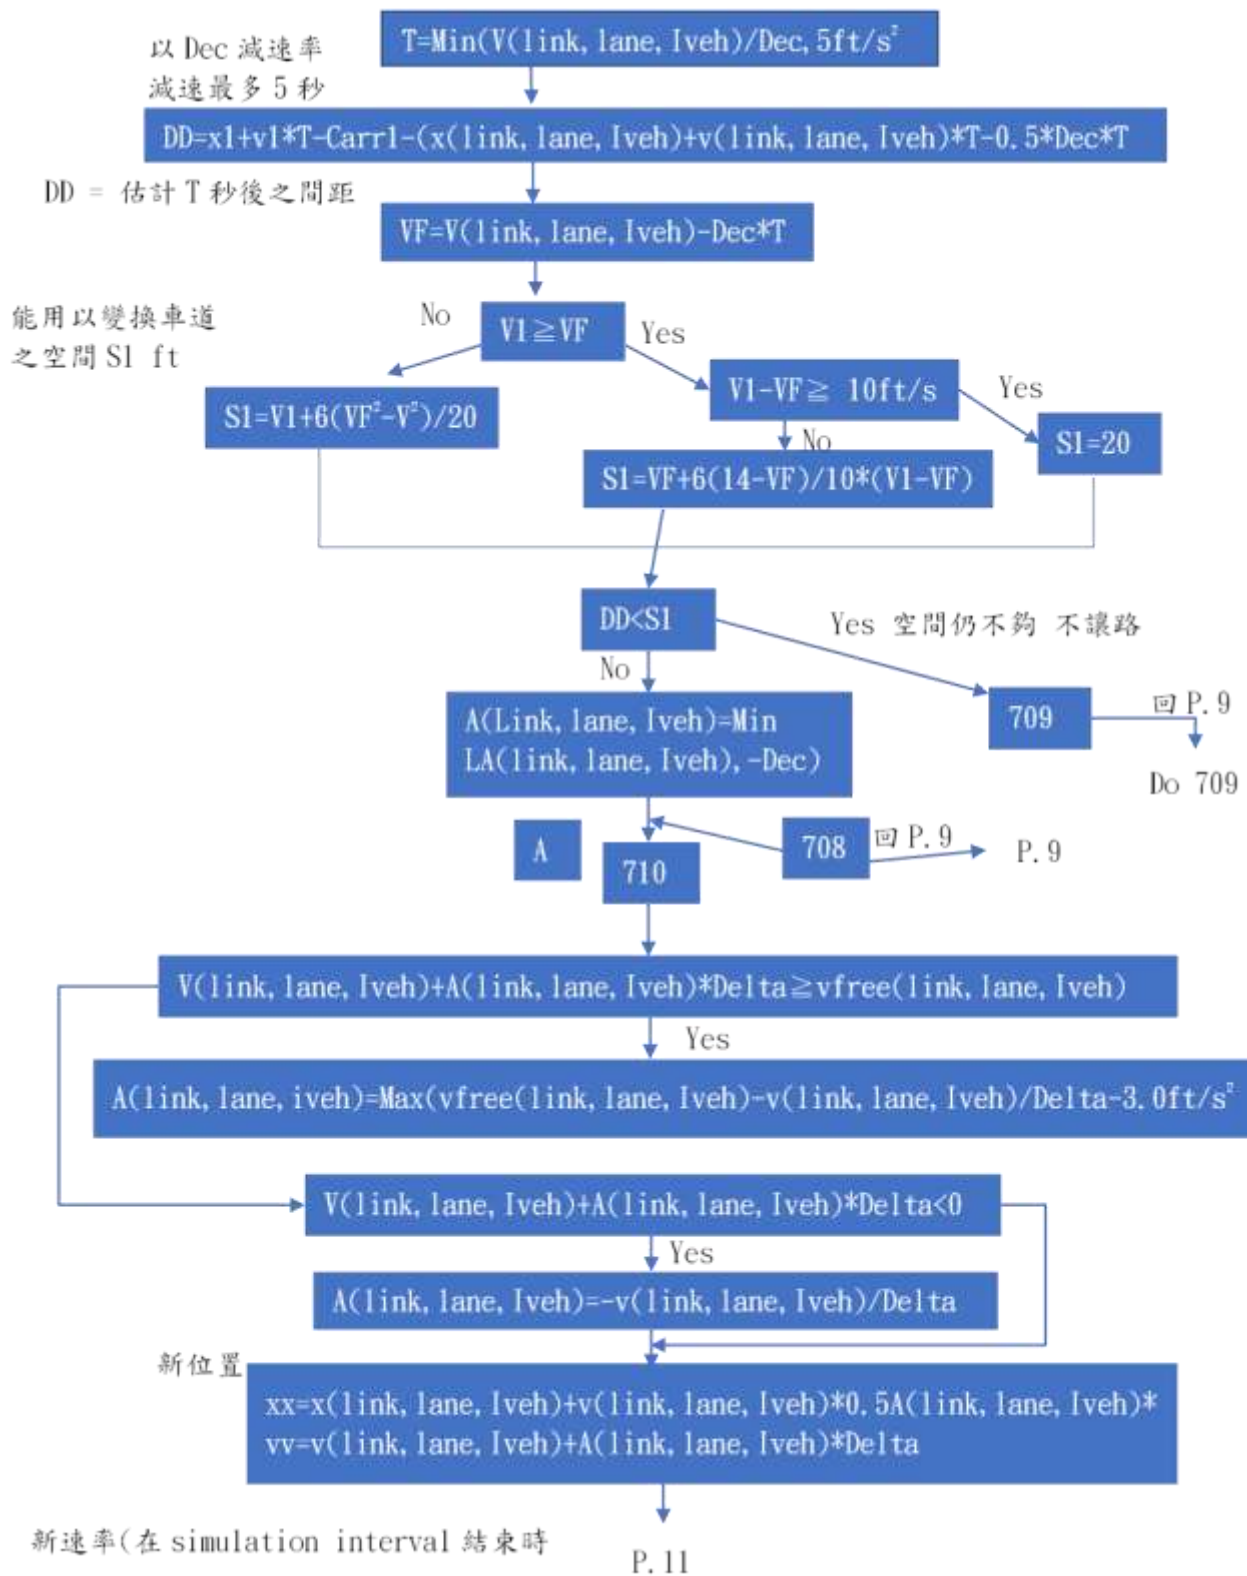 T=Min(V(link,lane,Iveh)/Dec,5ft/s²
以 Dec 減速率
減速最多 5 秒
DD=x1+v1*T-Carr1-(x(link,lane,Iveh)+v(link,lane,Iveh)*T-0.5*Dec*T
DD = 估計 T 秒後之間距
VF=V(link,lane,Iveh)-Dec*T
能用以變換車道
之空間 S1 ft
No
V1≧VF
Yes
V1-VF≧ 10ft/s
Yes
S1=V1+6(VF²-V²)/20
No
S1=20
S1=VF+6(14-VF)/10*(V1-VF)
DD<S1
Yes 空間仍不夠 不讓路
No
A(Link,lane,Iveh)=Min
LA(link,lane,Iveh),-Dec)
709
回 P.9
Do 709
A
710
708
回 P.9
P.9
V(link,lane,Iveh)+A(link,lane,Iveh)*Delta≧vfree(link,lane,Iveh)
Yes
A(link,lane,iveh)=Max(vfree(link,lane,Iveh)-v(link,lane,Iveh)/Delta-3.0ft/s²
V(link,lane,Iveh)+A(link,lane,Iveh)*Delta<0
Yes
A(link,lane,Iveh)=-v(link,lane,Iveh)/Delta
新位置
xx=x(link,lane,Iveh)+v(link,lane,Iveh)*0.5A(link,lane,Iveh)*
vv=v(link,lane,Iveh)+A(link,lane,Iveh)*Delta
新速率(在 simulation interval 結束時
P.11